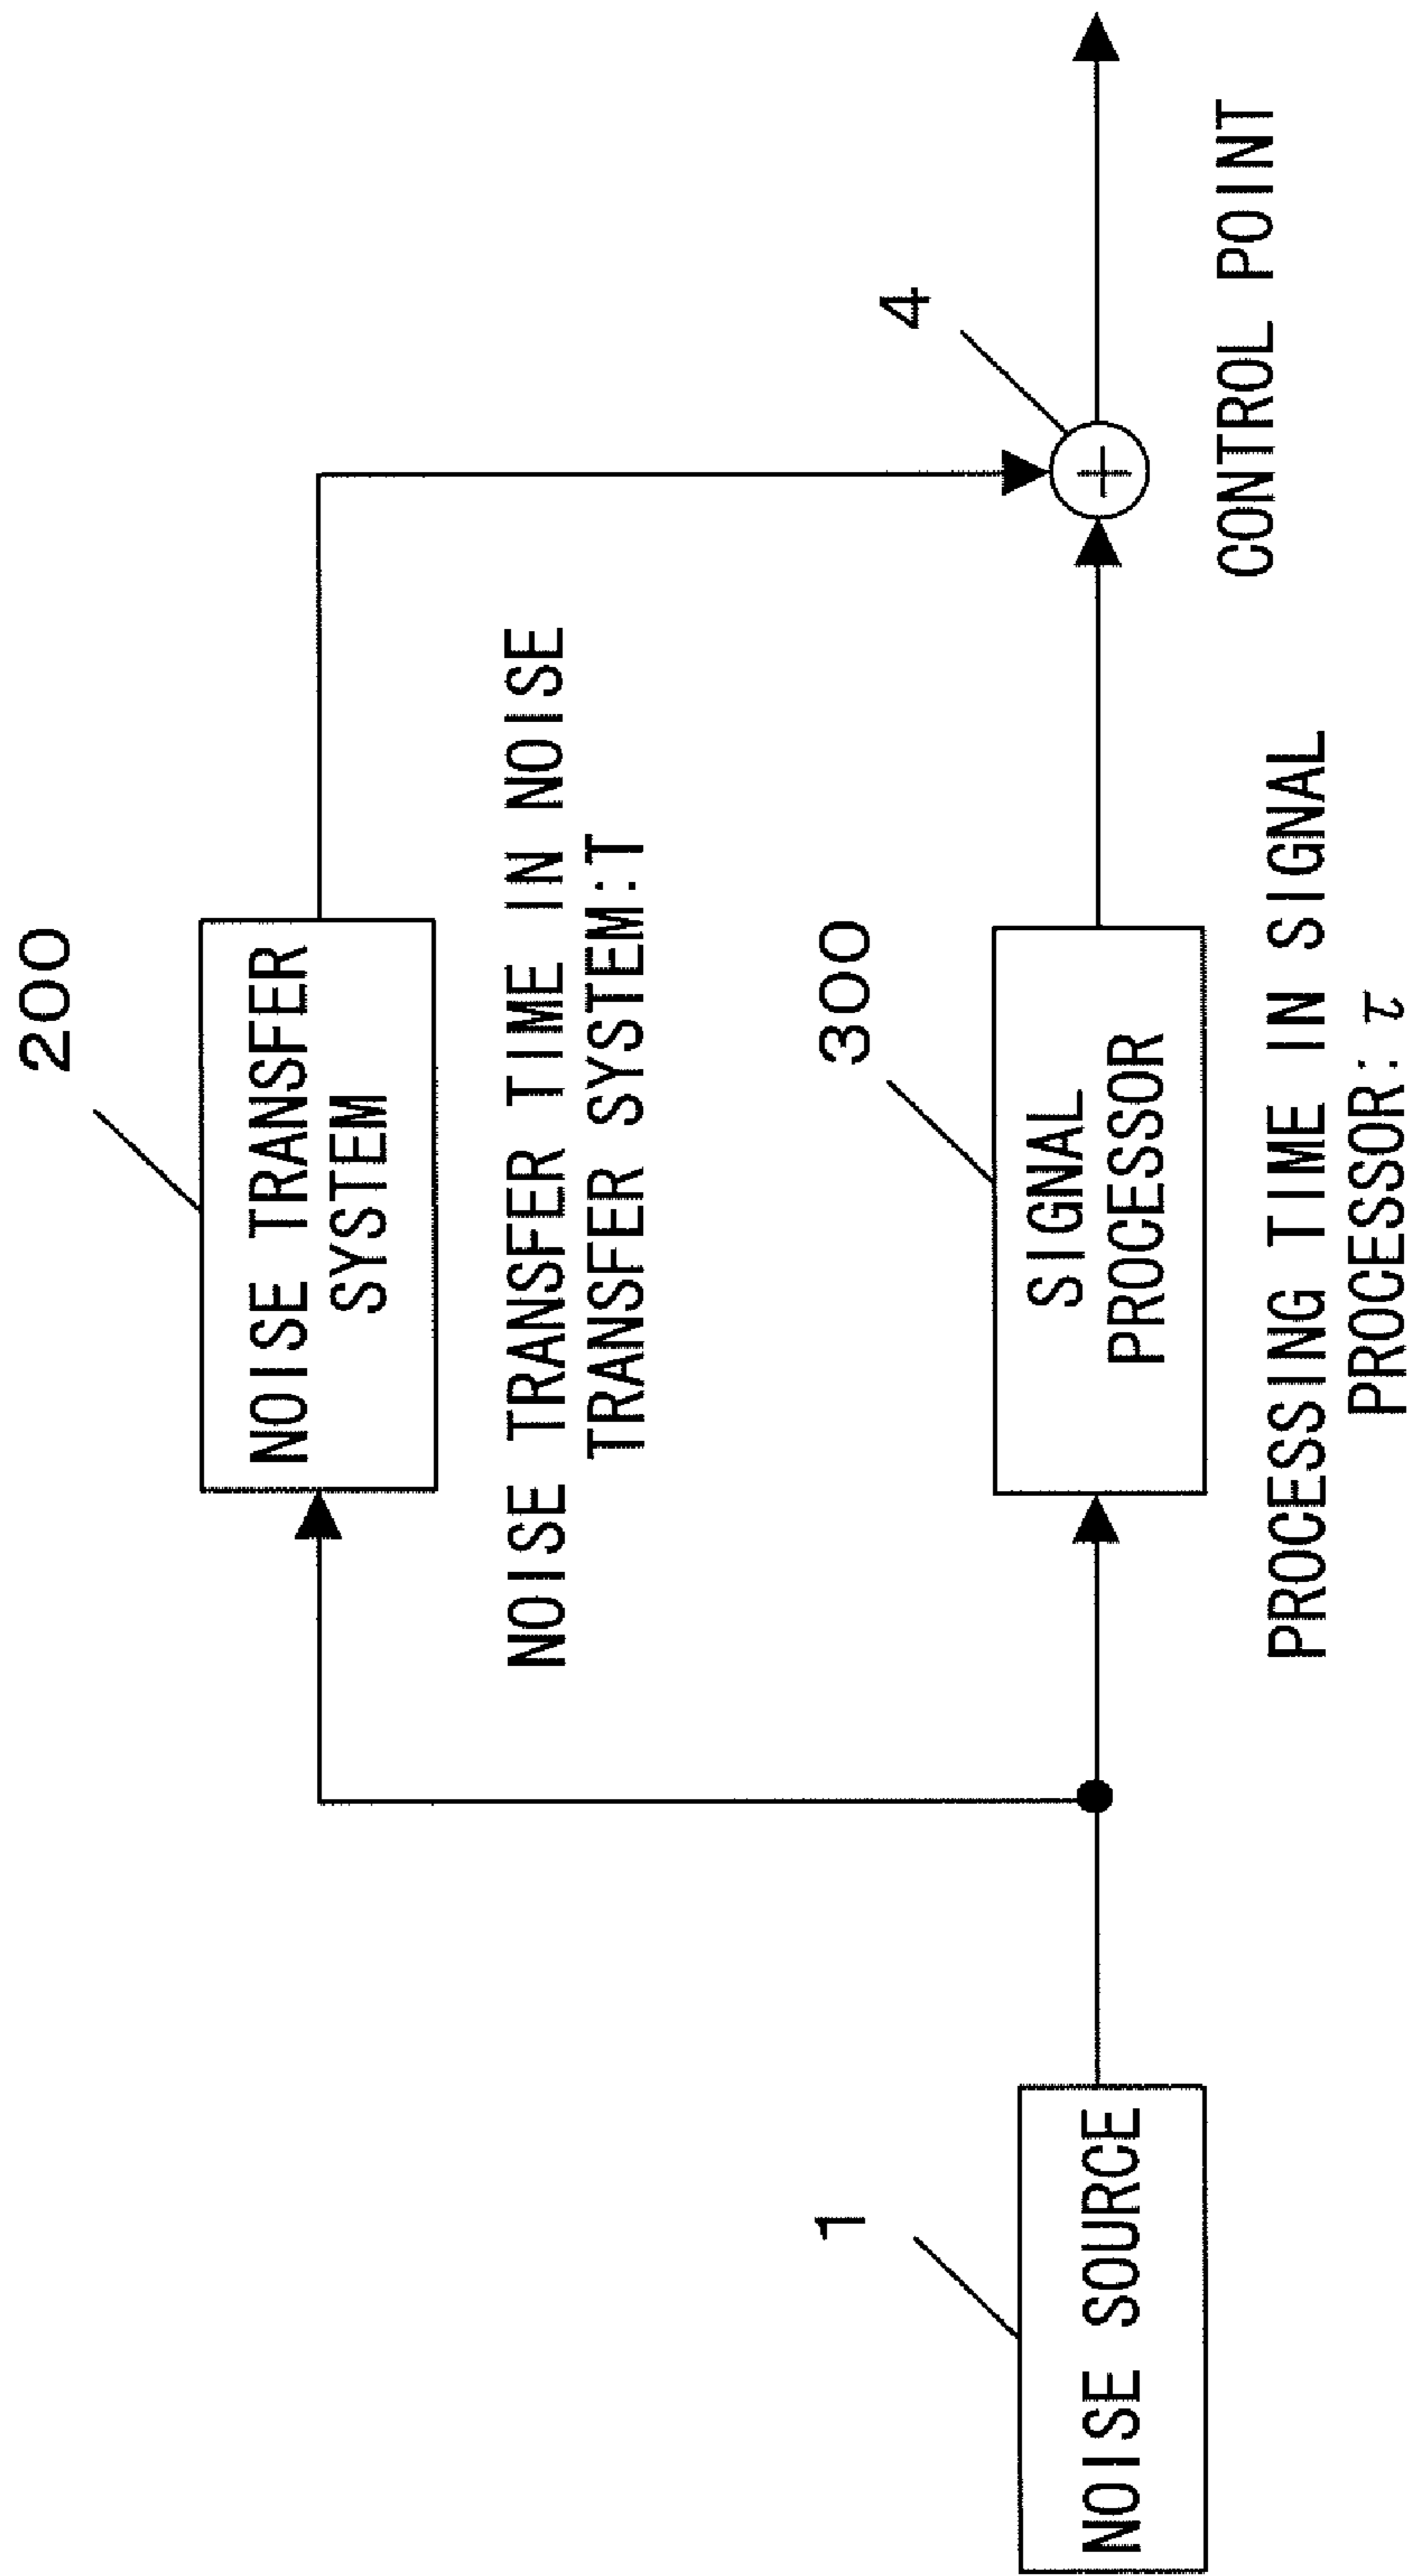 200
NOISE TRANSFER
SYSTEM
NOISE TRANSFER TIME IN NOISE
TRANSFER SYSTEM:T
1
NOISE SOURCE
300
SIGNAL
PROCESSOR
PROCESSING TIME IN SIGNAL
PROCESSOR: τ
4
+
CONTROL POINT